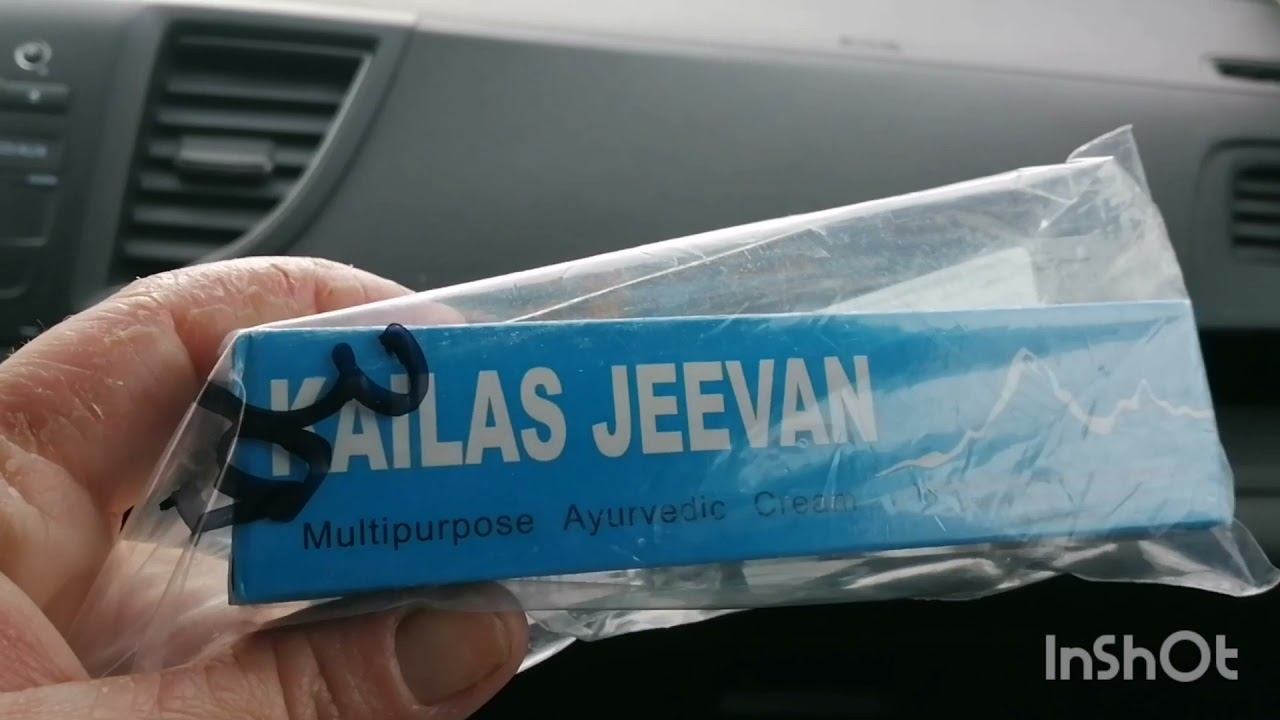 KAILAS JEEVAN
Multipurpose Ayurvedic Cream
InShOt